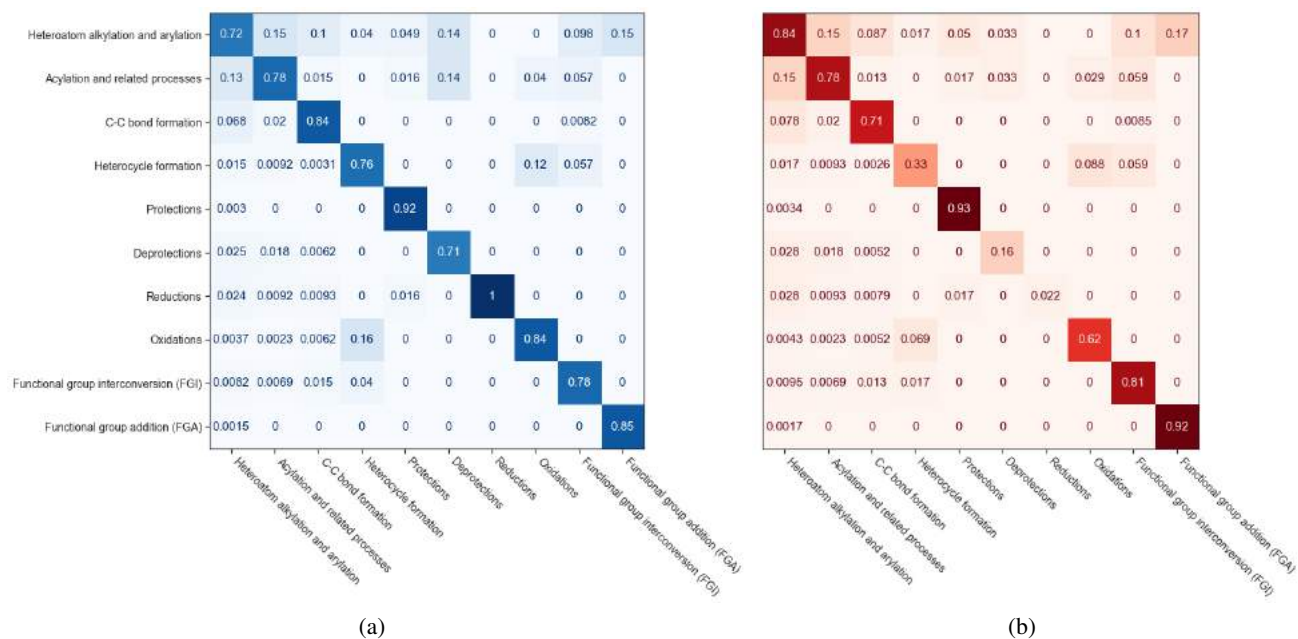 Heteroatom alkylation and arylation 0.72 0.15 0.1 0.04 0.049 0.14 0 0 0.098 0.15 0.84 0.15 0.087 0.017 0.05 0.033 0 0 0.1 0.17
Acylation and related processes 0.13 0.78 0.015 0 0.016 0.14 0 0.04 0.057 0 0.15 0.78 0.013 0 0.017 0.033 0 0.029 0.059 0
C-C bond formation 0.068 0.02 0.84 0 0 0 0 0 0.0082 0 0.078 0.02 0.71 0 0 0 0 0 0.0085 0
Heterocycle formation 0.015 0.0092 0.0031 0.76 0 0 0 0.12 0.057 0 0.017 0.0093 0.0026 0.33 0 0 0 0.088 0.059 0
Protections 0.003 0 0 0 0.92 0 0 0 0 0 0.0034 0 0 0 0.93 0 0 0 0 0
Deprotections 0.025 0.018 0.0062 0 0 0.71 0 0 0 0 0.028 0.018 0.0052 0 0 0.16 0 0 0 0
Reductions 0.024 0.0092 0.0093 0 0.016 0 1 0 0 0 0.028 0.0093 0.0079 0 0.017 0 0.022 0 0 0
Oxidations 0.0037 0.0023 0.0062 0.16 0 0 0 0.84 0 0 0.0043 0.0023 0.0052 0.069 0 0 0 0.62 0 0
Functional group interconversion (FGI) 0.0082 0.0069 0.015 0.04 0 0 0 0 0.78 0 0.0095 0.0069 0.013 0.017 0 0 0 0 0.81 0
Functional group addition (FGA) 0.0015 0 0 0 0 0 0 0 0 0.85 0.0017 0 0 0 0 0 0 0 0 0.92
Heteroatom alkylation and arylation
Acylation and related processes
C-C bond formation
Heterocycle formation
Protections
Deprotections
Reductions
Oxidations
Functional group interconversion (FGI)
Functional group addition (FGA)
Heteroatom alkylation and arylation
Acylation and related processes
C-C bond formation
Heterocycle formation
Protections
Deprotections
Reductions
Oxidations
Functional group interconversion (FGI)
Functional group addition (FGA)
(a)
(b)